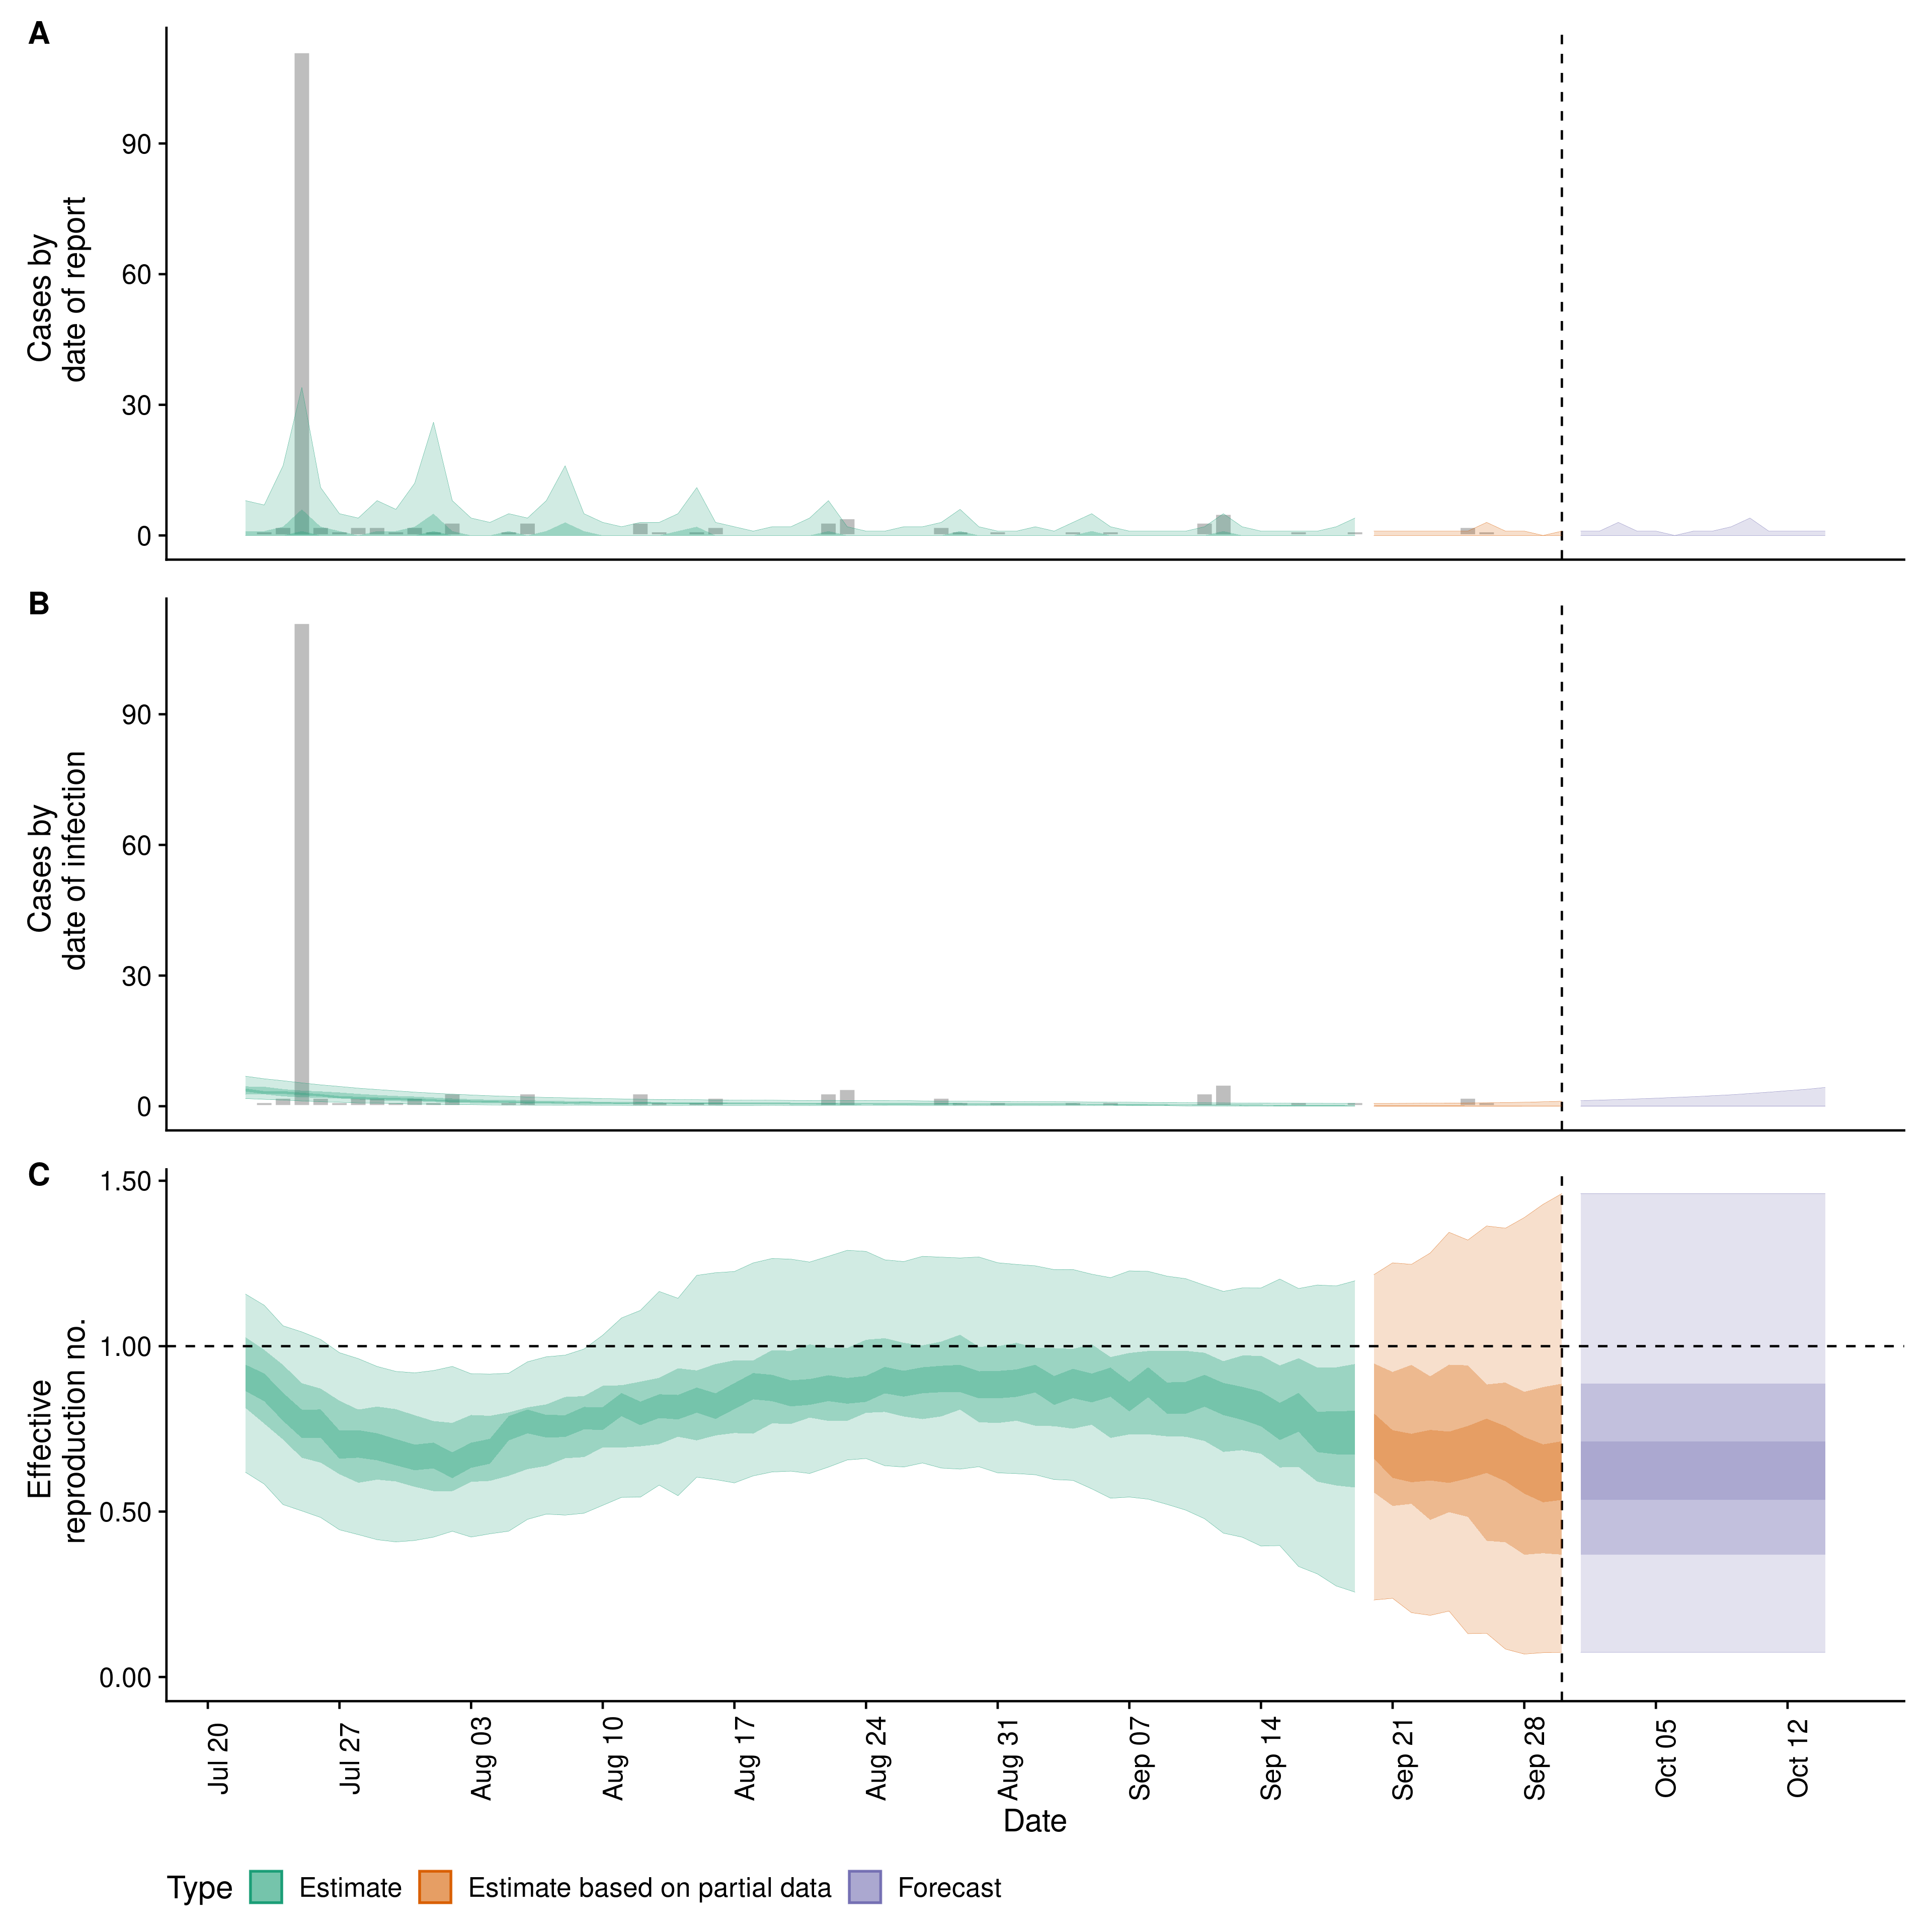 A
90
60
30
0
Cases by
date of report
B
90
60
30
0
Cases by
date of infection
C
1.50
1.00
0.50
0.00
Effective
reproduction no.
Jul 20
Jul 27
Aug 03
Aug 10
Aug 17
Aug 24
Aug 31
Sep 07
Sep 14
Sep 21
Sep 28
Oct 05
Oct 12
Date
Type Estimate Estimate based on partial data Forecast